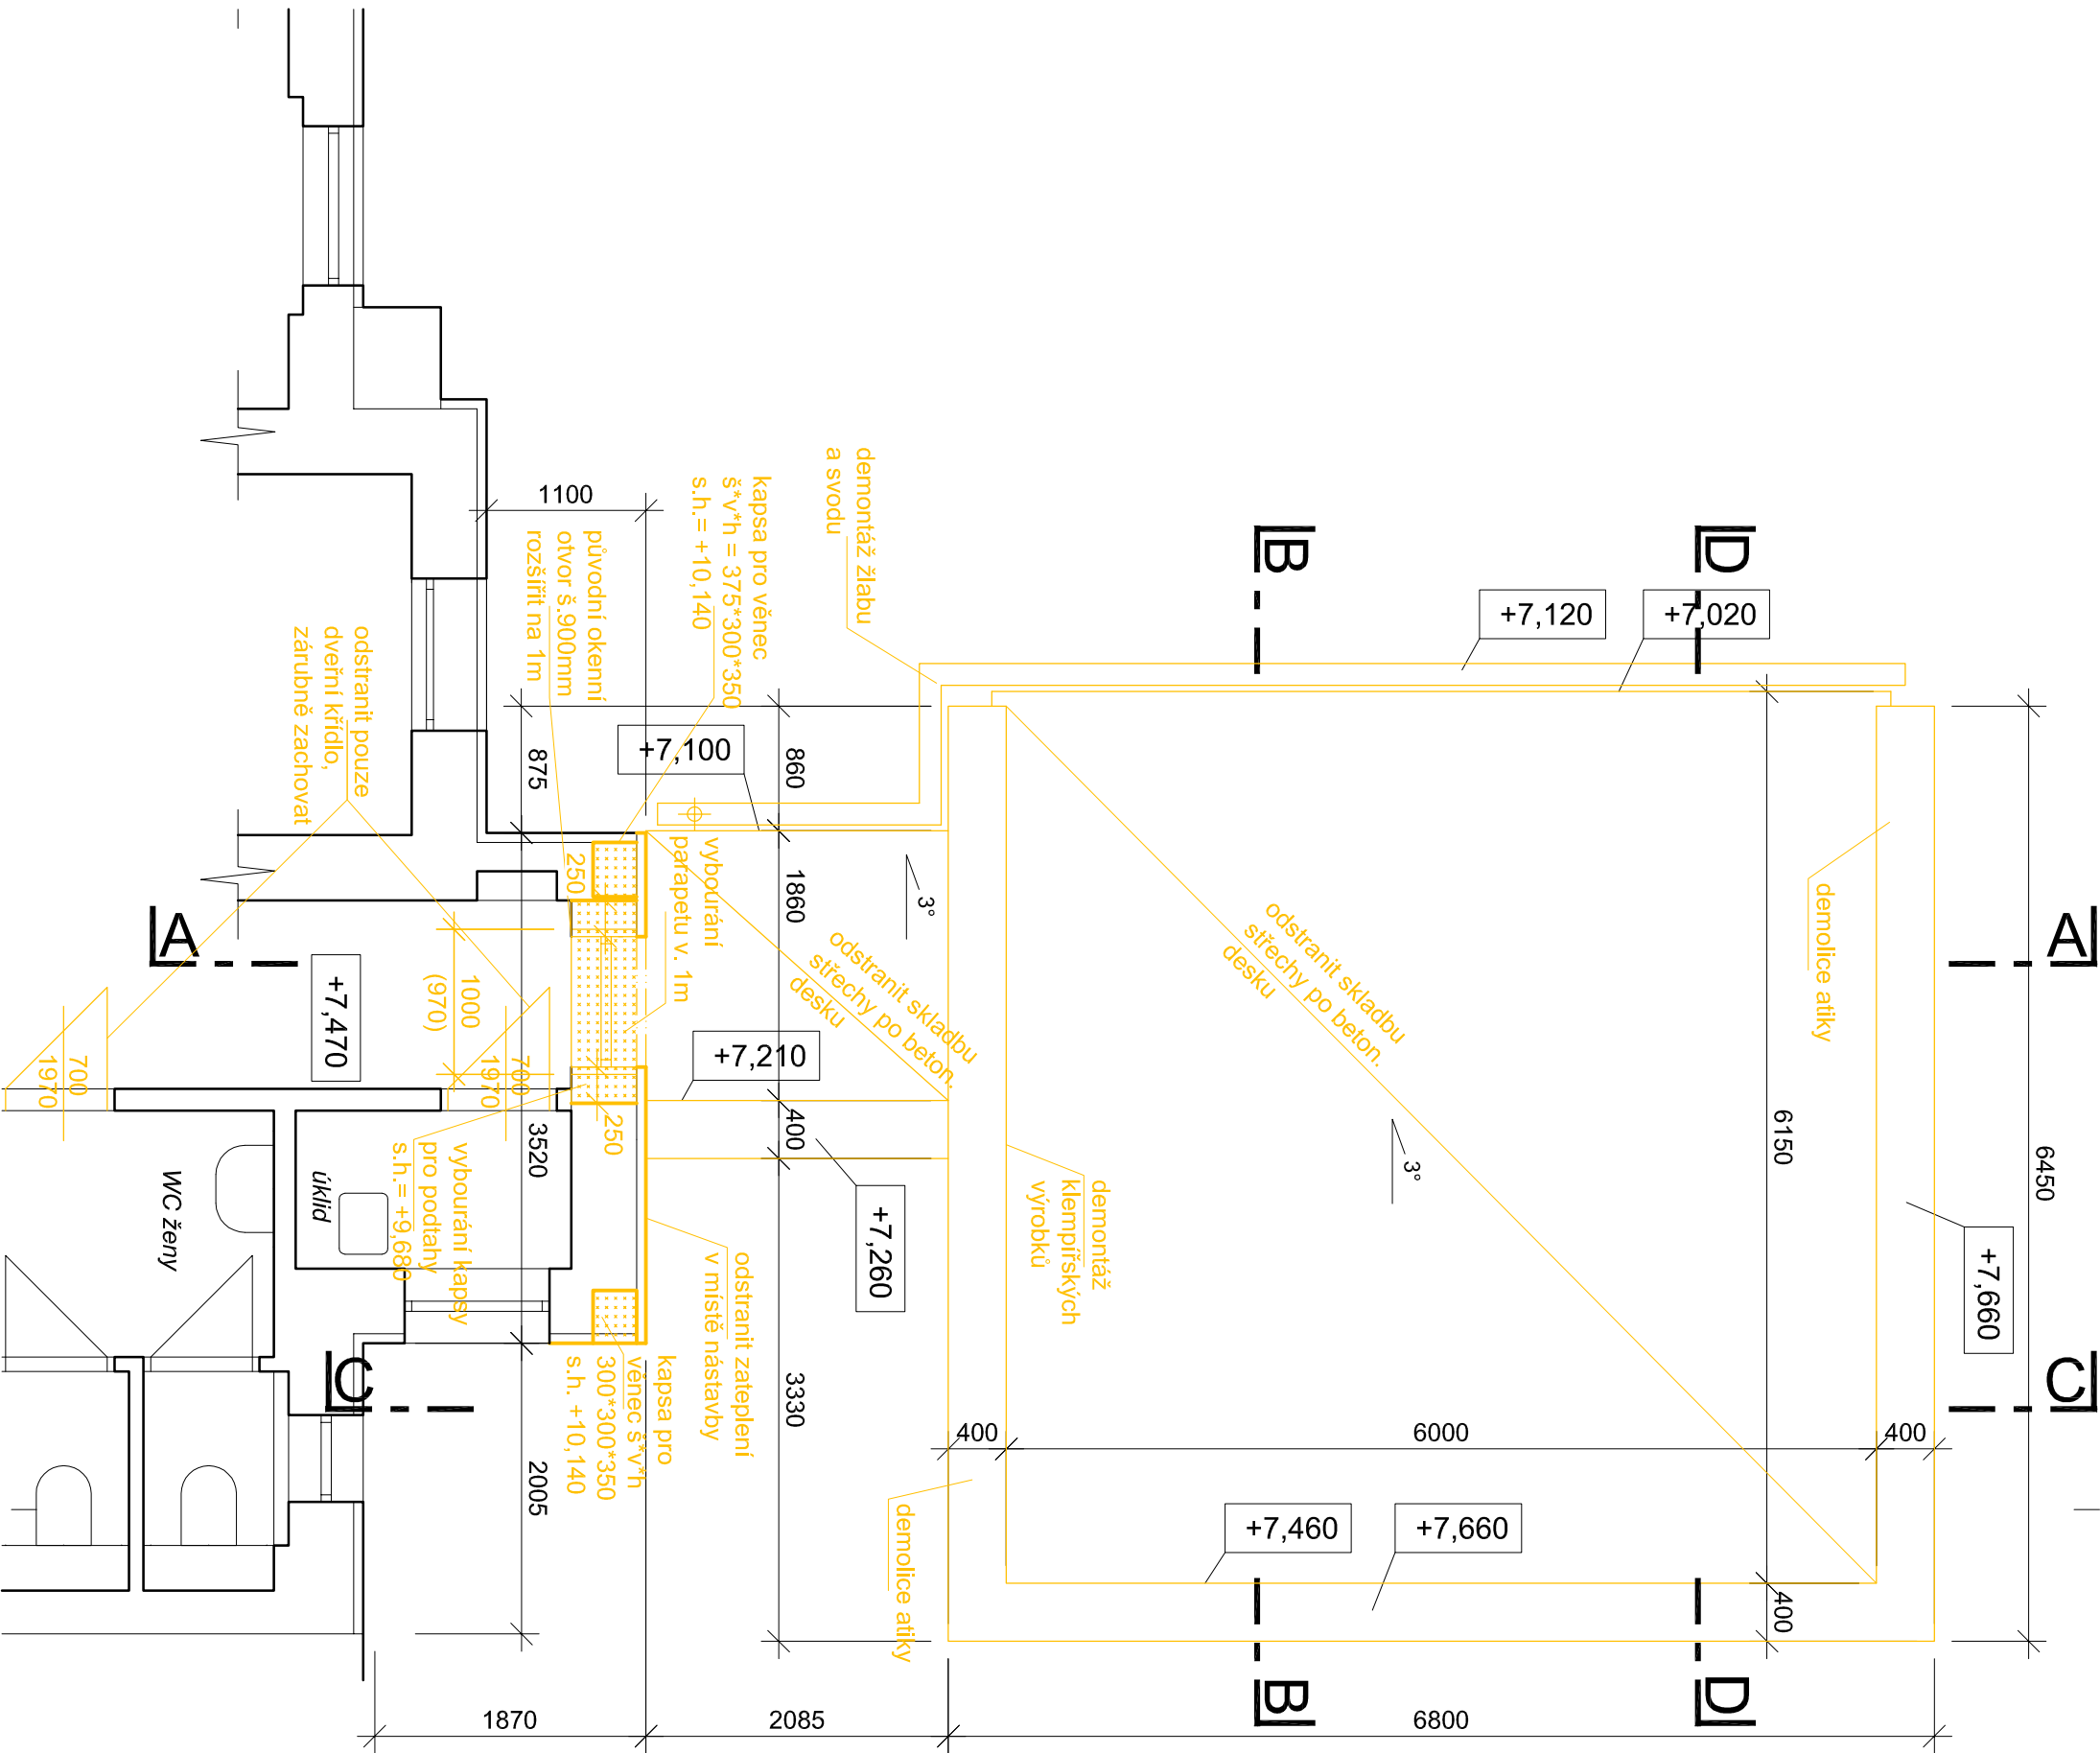 demontáž žlabu
a svodu
kapsa pro věnec
š*v*h = 375*300*350
s.h.= +10,140
původní okenní
otvor š.900mm
rozšířit na 1m
odstranit pouze
dveřní křídlo,
zárubně zachovat
1100
B
D
+7,120
+7,020
+7,100
875
860
1860
250
vybourání
parapetu v. 1m
3°
odstranit skladbu
střechy po beton.
desku
odstranit skladbu
střechy po beton.
desku
demolice atiky
A
A
+7,470
1000
(970)
700
1970
700
1970
+7,210
400
250
3520
6150
6450
3°
úklid
WC ženy
vybourání kapsy
pro podtahy
s.h.= +9,680
+7,260
demontáž
klempířských
výrobků
+7,660
odstranit zateplení
v místě nástavby
kapsa pro
věnec š*v*h
300*300*350
s.h. +10,140
C
C
3330
2005
400
6000
400
demolice atiky
+7,460
+7,660
400
B
D
1870
2085
6800